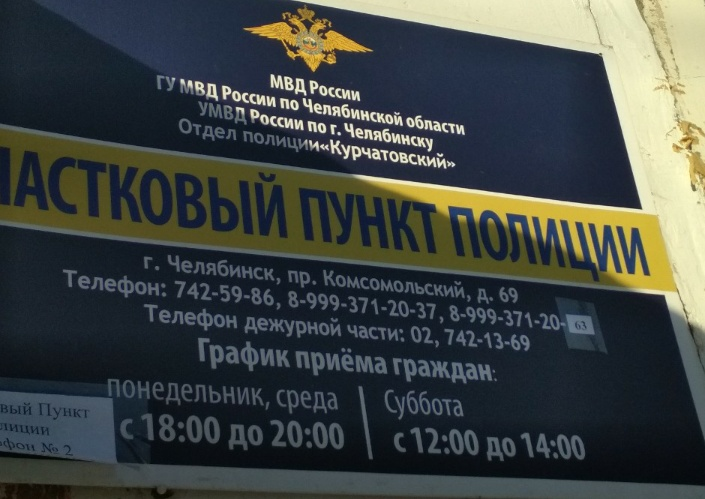 МВД России
ГУ МВД России по Челябинской области
УМВД России по г. Челябинску
Отдел полиции«Курчатовский»
ЧАСТКОВЫЙ ПУНКТ ПОЛИЦИИ
г. Челябинск, пр. Комсомольский, д. 69
Телефон: 742-59-86, 8-999-371-20-37, 8-999-371-20-63
Телефон дежурной части: 02, 742-13-69
График приёма граждан:
понедельник, среда
с 18:00 до 20:00
Суббота
с 12:00 до 14:00
вый Пункт
лиции
фон № 2